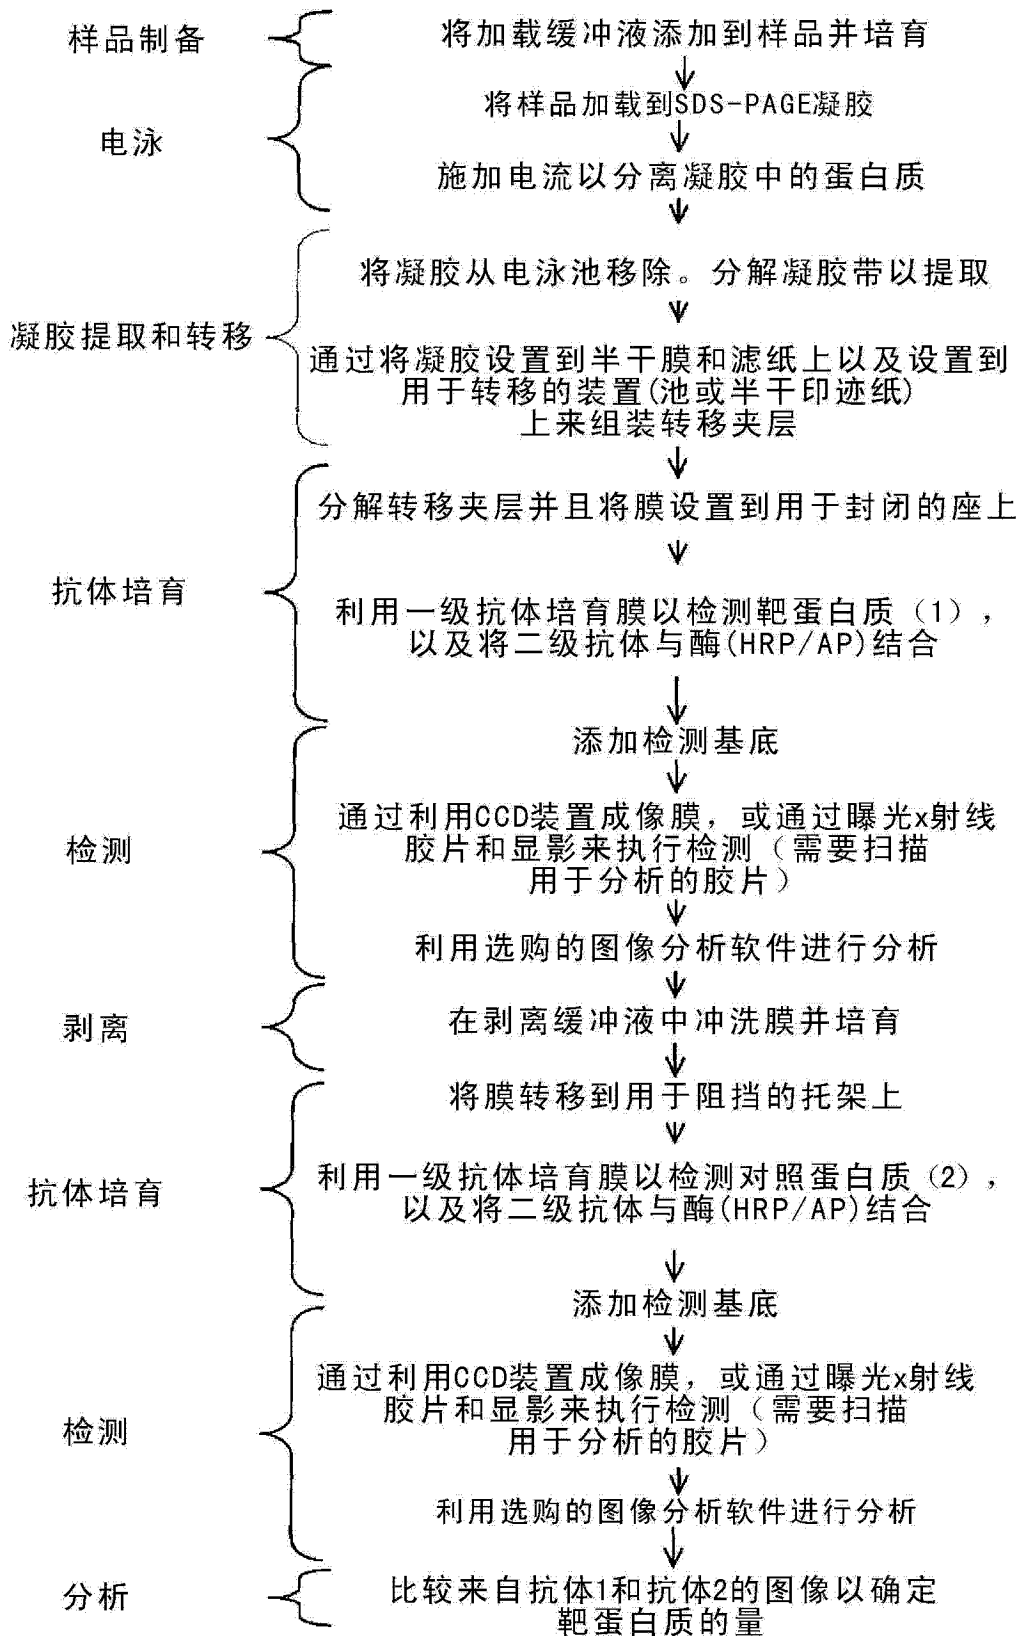 样品制备
将加载缓冲液添加到样品并培育
电泳
将样品加载到SDS-PAGE凝胶
施加电流以分离凝胶中的蛋白质
凝胶提取和转移
将凝胶从电泳池移除。分解凝胶带以提取
通过将凝胶设置到半干膜和滤纸上以及设置到
用于转移的装置(池或半干印迹纸)
上来组装转移夹层
抗体培育
分解转移夹层并且将膜设置到用于封闭的座上
利用一级抗体培育膜以检测靶蛋白质（1），
以及将二级抗体与酶(HRP/AP)结合
检测
添加检测基底
通过利用CCD装置成像膜，或通过曝光x射线
胶片和显影来执行检测（需要扫描
用于分析的胶片）
利用选购的图像分析软件进行分析
剥离
在剥离缓冲液中冲洗膜并培育
抗体培育
将膜转移到用于阻挡的托架上
利用一级抗体培育膜以检测对照蛋白质（2），
以及将二级抗体与酶(HRP/AP)结合
检测
添加检测基底
通过利用CCD装置成像膜，或通过曝光x射线
胶片和显影来执行检测（需要扫描
用于分析的胶片）
利用选购的图像分析软件进行分析
分析
比较来自抗体1和抗体2的图像以确定
靶蛋白质的量